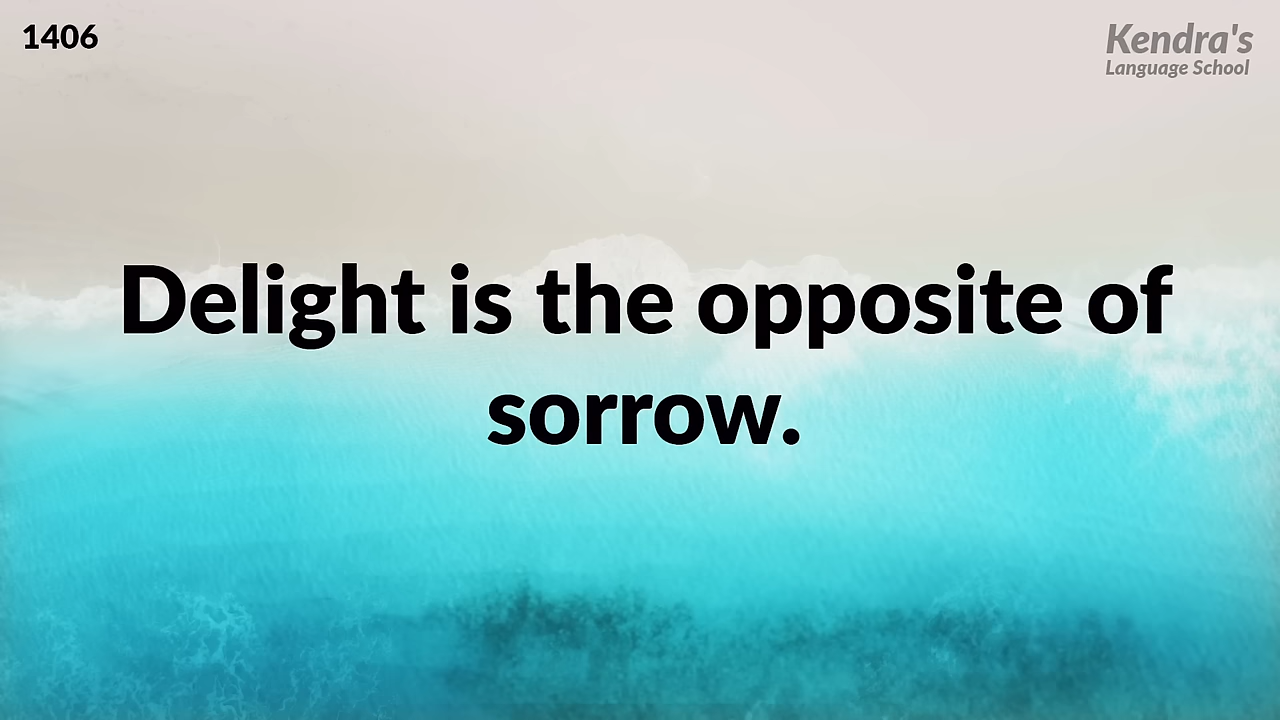 1406
Kendra's
Language School
Delight is the opposite of
sorrow.